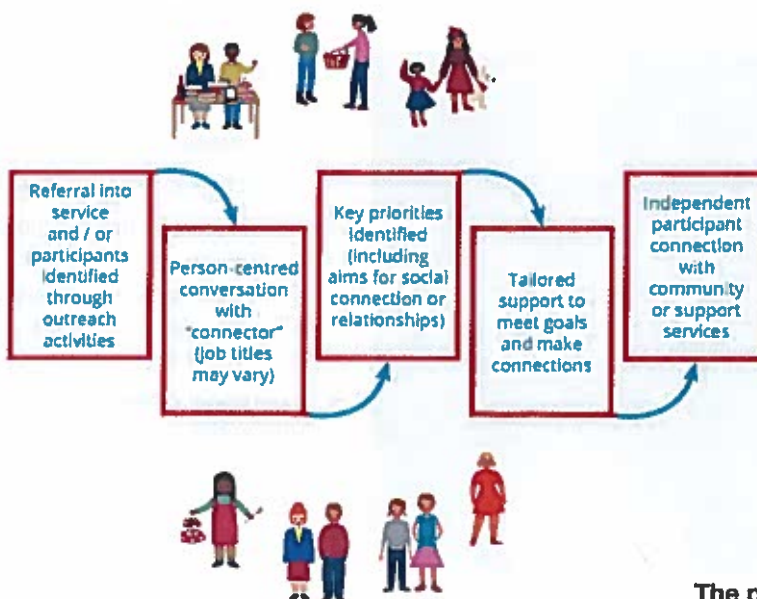 Referral into
service
and / or
participants
identified
through
outreach
activities
Person-centred
conversation
with
"connector"
(job titles
may vary)
Key priorities
identified
(including
aims for social
connection or
relationships)
Tailored
support to
meet goals
and make
connections
Independent
participant
connection
with
community
or support
services
The